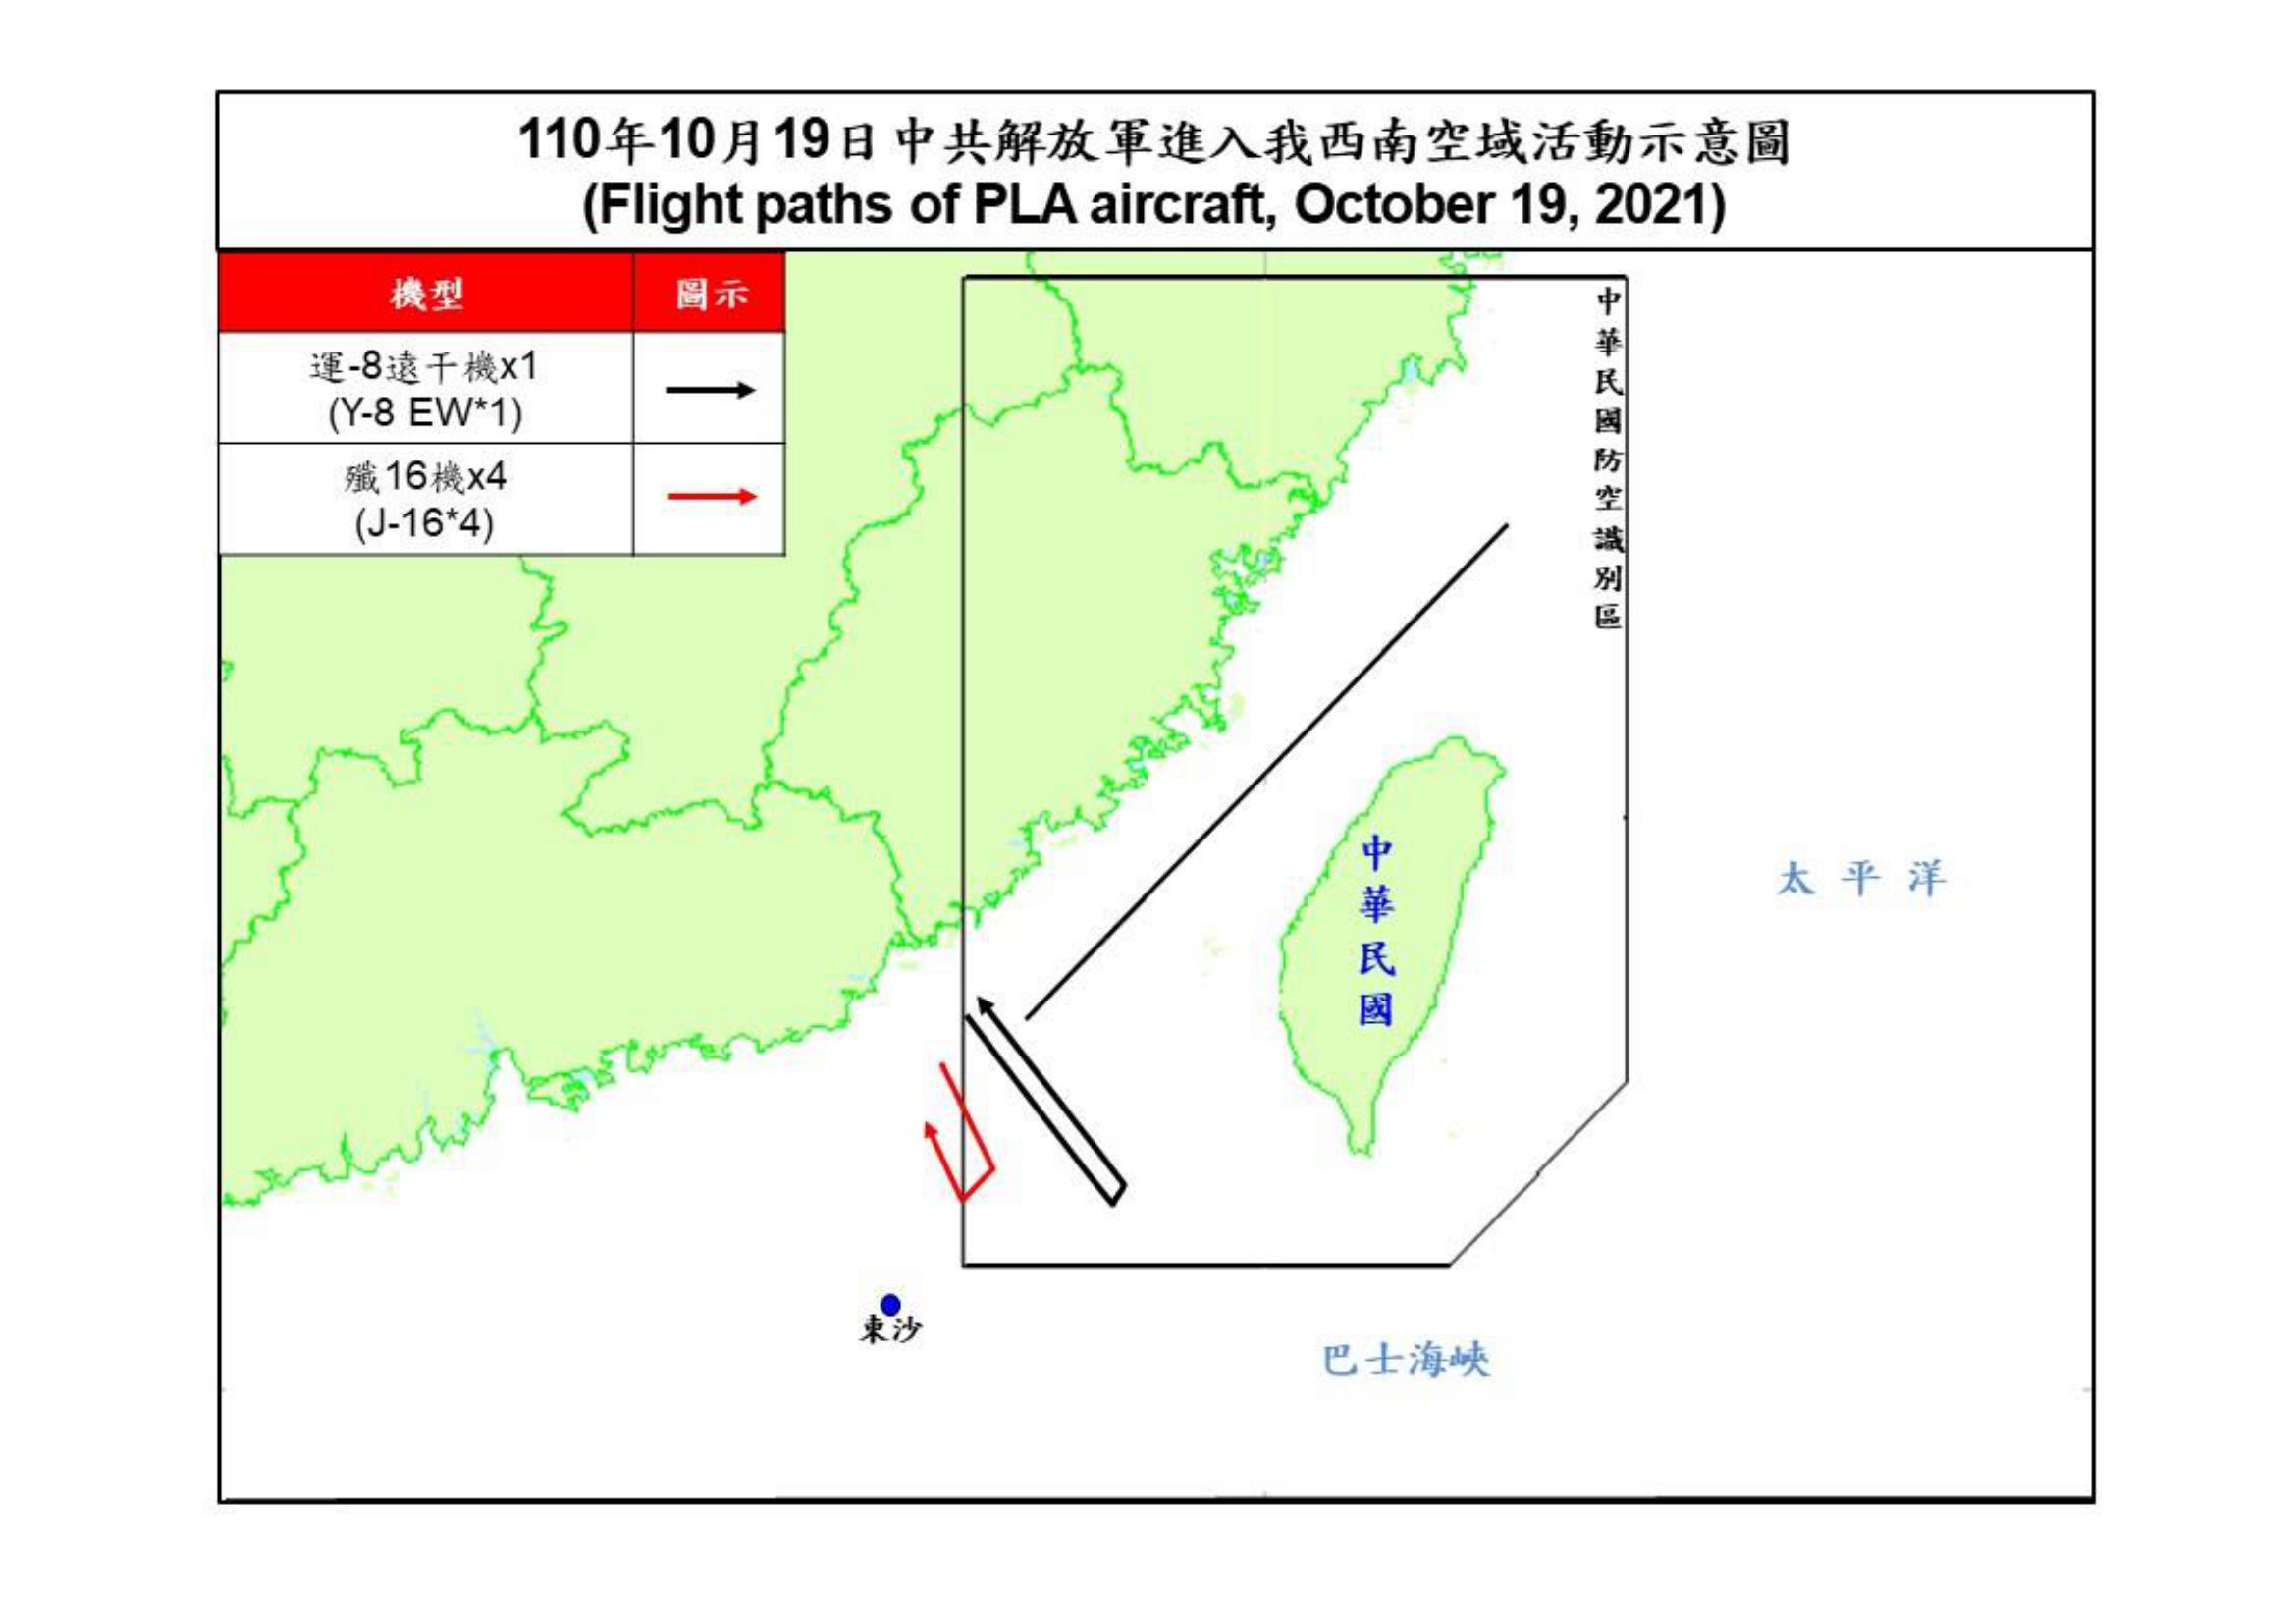 110年10月19日中共解放軍進入我西南空域活動示意圖
(Flight paths of PLA aircraft, October 19, 2021)
機型 圖示
運-8遠干機x1
(Y-8 EW*1)
殲16機x4
(J-16*4)
中華民國防空識別區
中華民國
太平洋
東沙
巴士海峽